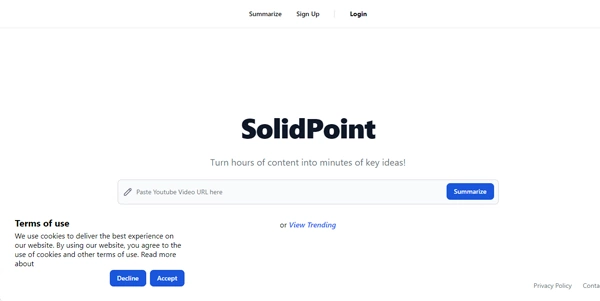 Summarize Sign Up Login
SolidPoint
Turn hours of content into minutes of key ideas!
Paste Youtube Video URL here Summarize
or View Trending
Terms of use
We use cookies to deliver the best experience on
our website. By using our website, you agree to the
use of cookies and other terms of use. Read more
about
Decline Accept
Privacy Policy Conta